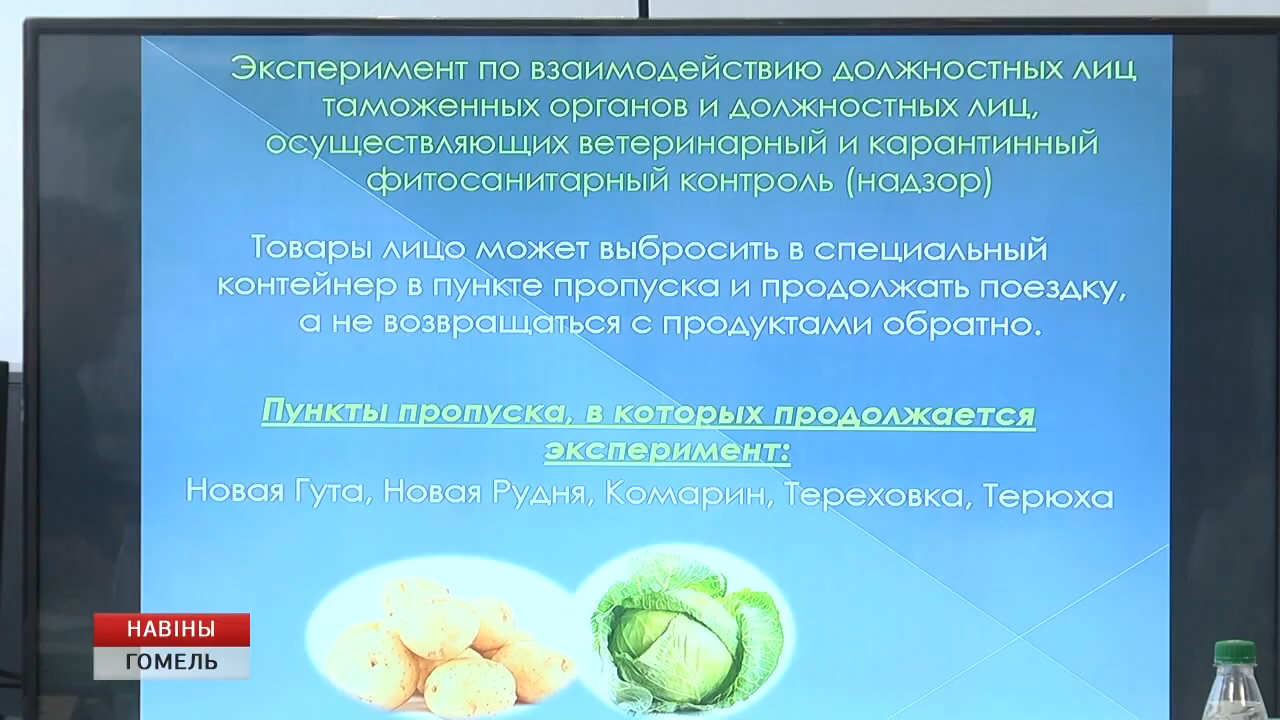 Эксперимент по взаимодействию должностных лиц
таможенных органов и должностных лиц,
осуществляющих ветеринарный и карантинный
фитосанитарный контроль (надзор)
Товары лицо может выбросить в специальный
контейнер в пункте пропуска и продолжать поездку,
а не возвращаться с продуктами обратно.
Пункты пропуска, в которых продолжается
эксперимент:
Новая Гута, Новая Рудня, Комарин, Тереховка, Терюха
НАВІНЫ
ГОМЕЛЬ